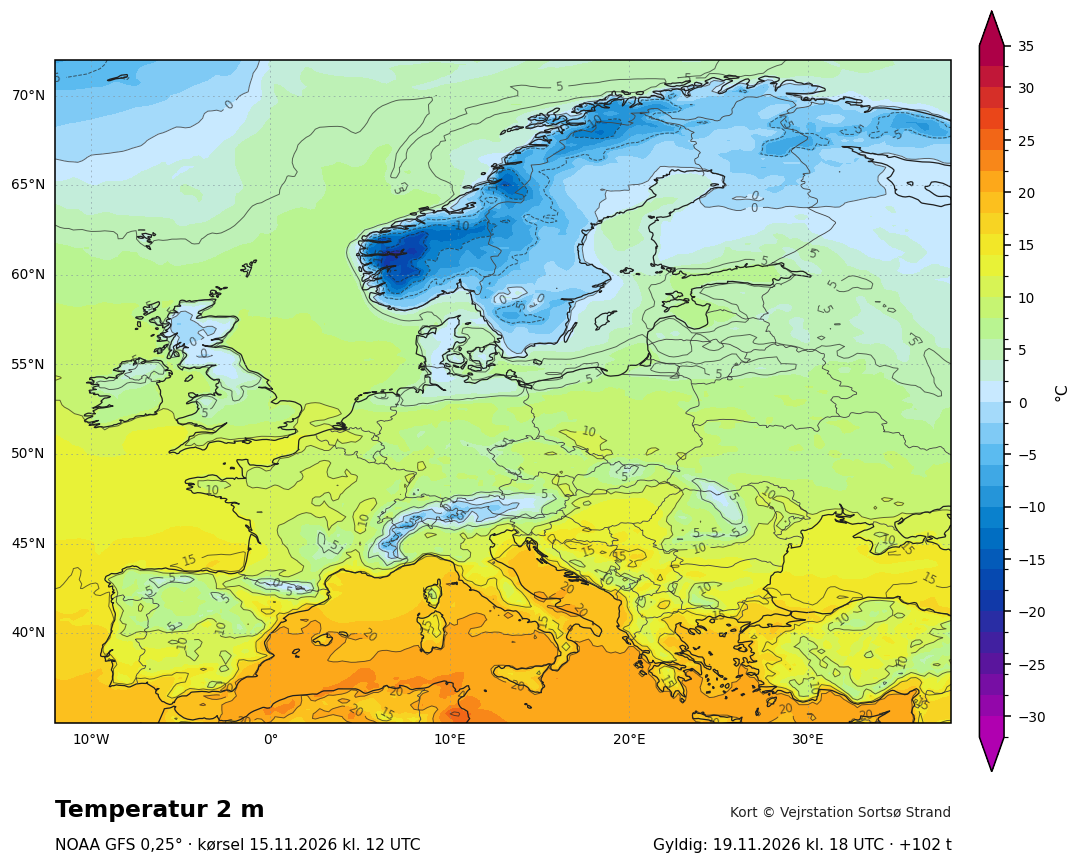 70°N
65°N
60°N
55°N
50°N
45°N
40°N
10°W
0°
10°E
20°E
30°E
35
30
25
20
15
10
5
0
−5
−10
−15
−20
−25
−30
°C
Temperatur 2 m
Kort © Vejrstation Sortsø Strand
NOAA GFS 0,25° · kørsel 15.11.2026 kl. 12 UTC
Gyldig: 19.11.2026 kl. 18 UTC · +102 t